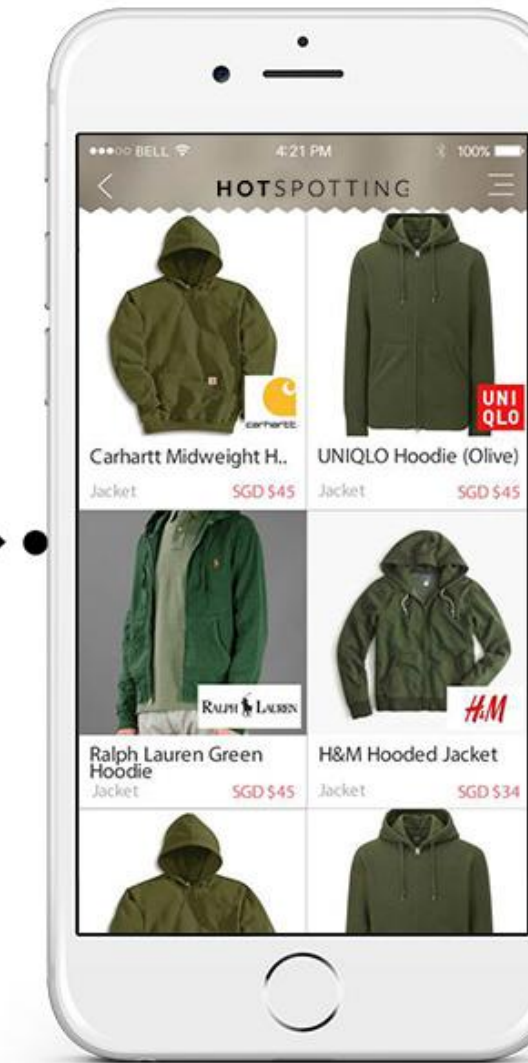 BELL 4:21 PM 100%
HOTSPOTTING
carhartt
UNI
QLO
Carhartt Midweight H.. UNIQLO Hoodie (Olive)
Jacket SGD $45 Jacket SGD $45
RALPH LAUREN
H&M
Ralph Lauren Green
Hoodie
H&M Hooded Jacket
Jacket SGD $45 Jacket SGD $34